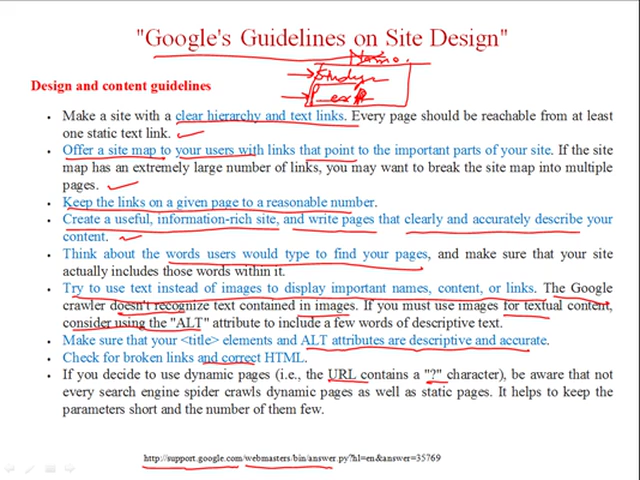 "Google's Guidelines on Site Design"
Design and content guidelines
• Make a site with a clear hierarchy and text links. Every page should be reachable from at least
one static text link.
• Offer a site map to your users with links that point to the important parts of your site. If the site
map has an extremely large number of links, you may want to break the site map into multiple
pages.
• Keep the links on a given page to a reasonable number.
• Create a useful, information-rich site, and write pages that clearly and accurately describe your
content.
• Think about the words users would type to find your pages, and make sure that your site
actually includes those words within it.
• Try to use text instead of images to display important names, content, or links. The Google
crawler doesn't recognize text contained in images. If you must use images for textual content,
consider using the "ALT" attribute to include a few words of descriptive text.
• Make sure that your <title> elements and ALT attributes are descriptive and accurate.
• Check for broken links and correct HTML.
• If you decide to use dynamic pages (i.e., the URL contains a "?" character), be aware that not
every search engine spider crawls dynamic pages as well as static pages. It helps to keep the
parameters short and the number of them few.
http://support.google.com/webmasters/bin/answer.py?hl=en&answer=35769